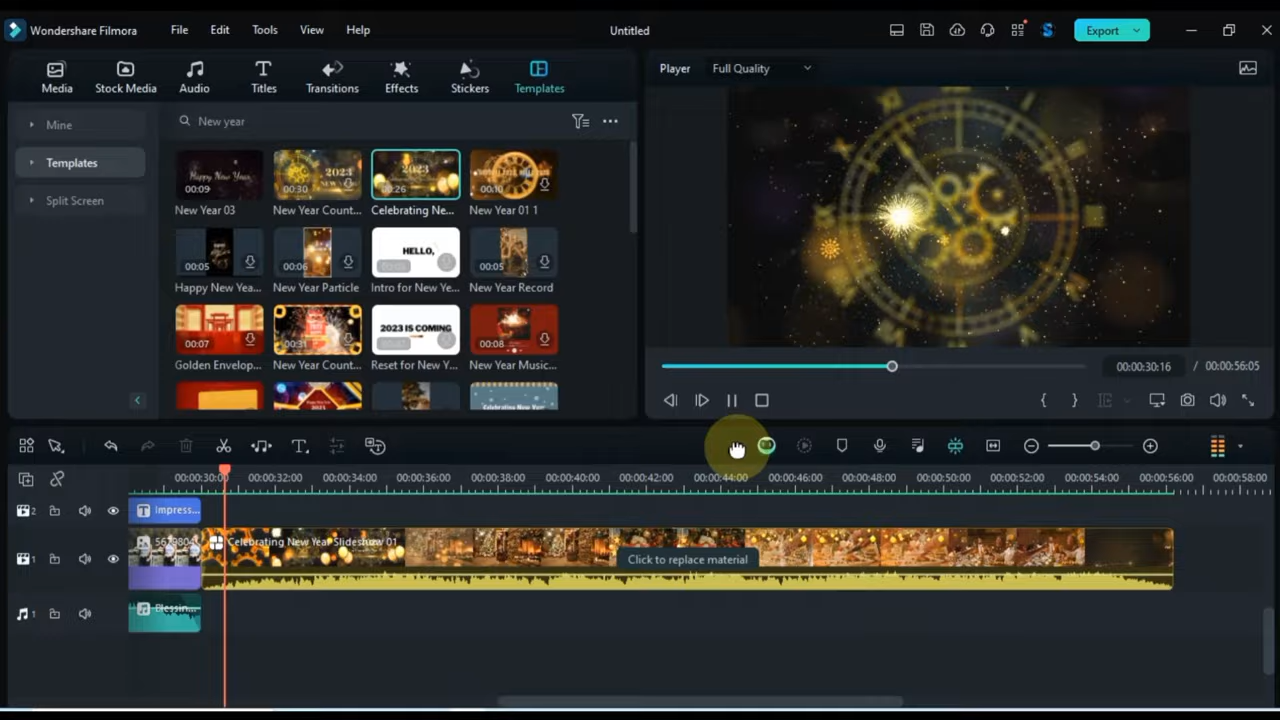 Wondershare Filmora File Edit Tools View Help Untitled Export
Media Stock Media Audio Titles Transitions Effects Stickers Templates
Player Full Quality
Mine
Templates
Split Screen
New year
00:09 00:30 2023 00:26 2023 00:10
New Year 03 New Year Count... Celebrating Ne... New Year 01 1
00:05 00:06 HELLO, 00:05
Happy New Yea... New Year Particle Intro for New Ye... New Year Record
00:07 00:31 2023 IS COMING 00:08
Golden Envelop... New Year Count... Reset for New Y... New Year Music...
00:00:30:16 / 00:00:56:05
00:00:30:00 00:00:32:00 00:00:34:00 00:00:36:00 00:00:38:00 00:00:40:00 00:00:42:00 00:00:44:00 00:00:46:00 00:00:48:00 00:00:50:00 00:00:52:00 00:00:54:00 00:00:56:00 00:00:58:00
2 Impress...
1 Celebrating New Year Slideshow 01
Click to replace material
1 Blessin...